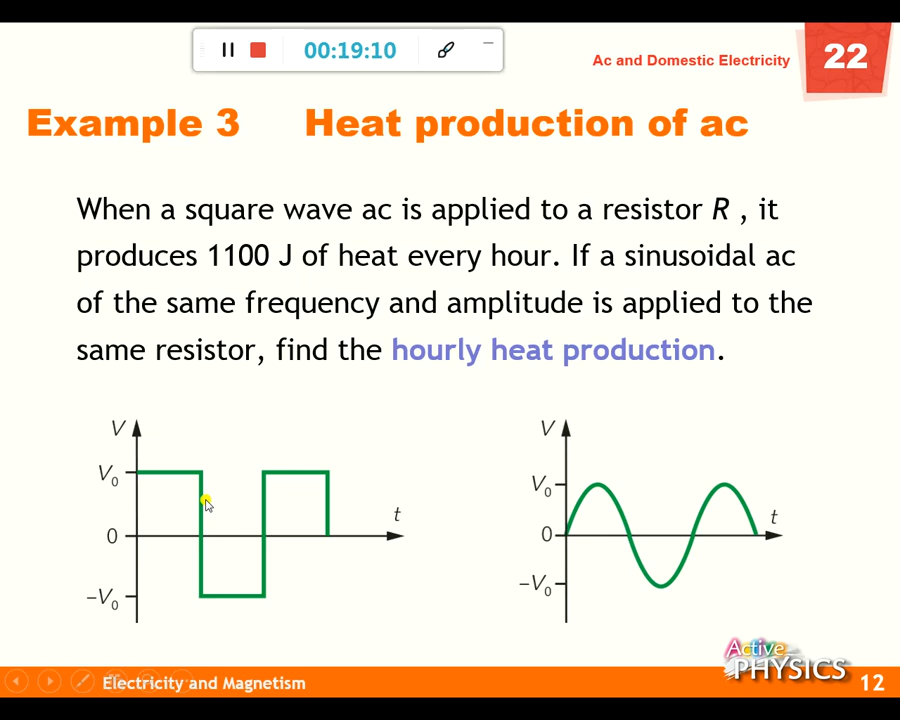 00:19:10
Ac and Domestic Electricity 22
Example 3 Heat production of ac
When a square wave ac is applied to a resistor R , it
produces 1100 J of heat every hour. If a sinusoidal ac
of the same frequency and amplitude is applied to the
same resistor, find the hourly heat production.
V
V₀
0
−V₀
t
V
V₀
0
−V₀
t
Active
PHYSICS
Electricity and Magnetism 12